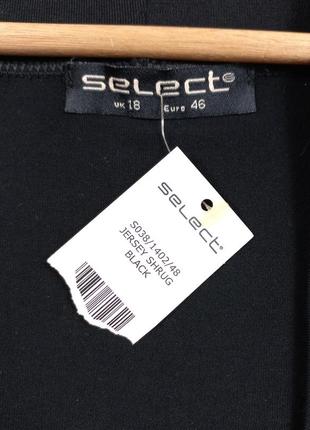 select
UK 18 Euro 46
select
S038/1402/48
JERSEY SHRUG
BLACK